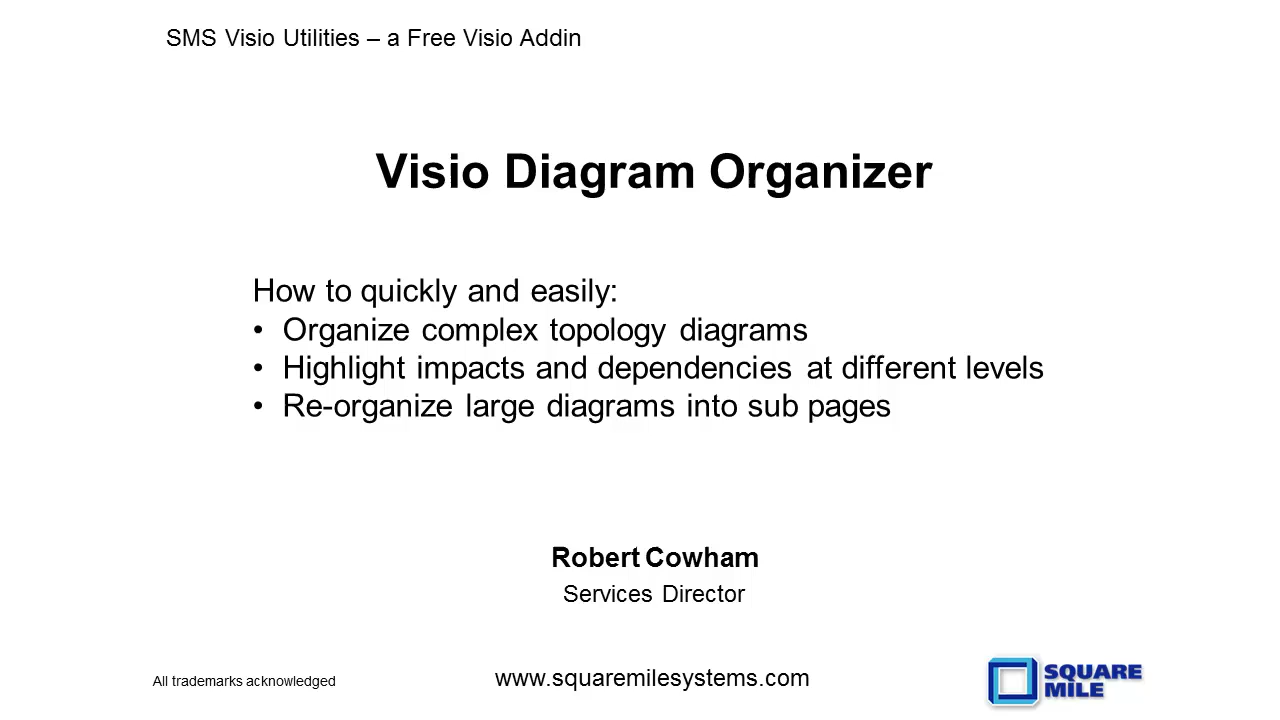 SMS Visio Utilities – a Free Visio Addin
Visio Diagram Organizer
How to quickly and easily:
• Organize complex topology diagrams
• Highlight impacts and dependencies at different levels
• Re-organize large diagrams into sub pages
Robert Cowham
Services Director
All trademarks acknowledged
www.squaremilesystems.com
SQUARE
MILE